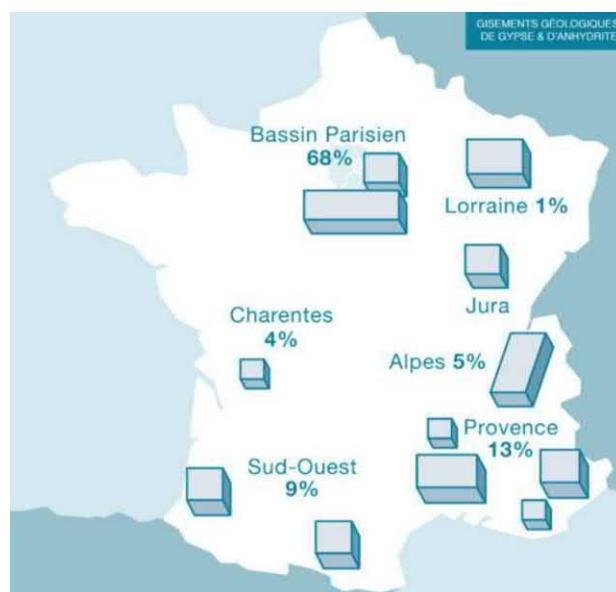 GISEMENTS GÉOLOGIQUES
DE GYPSE & D'ANHYDRITE
Bassin Parisien
68%
Lorraine 1%
Jura
Charentes
4%
Alpes 5%
Provence
13%
Sud-Ouest
9%